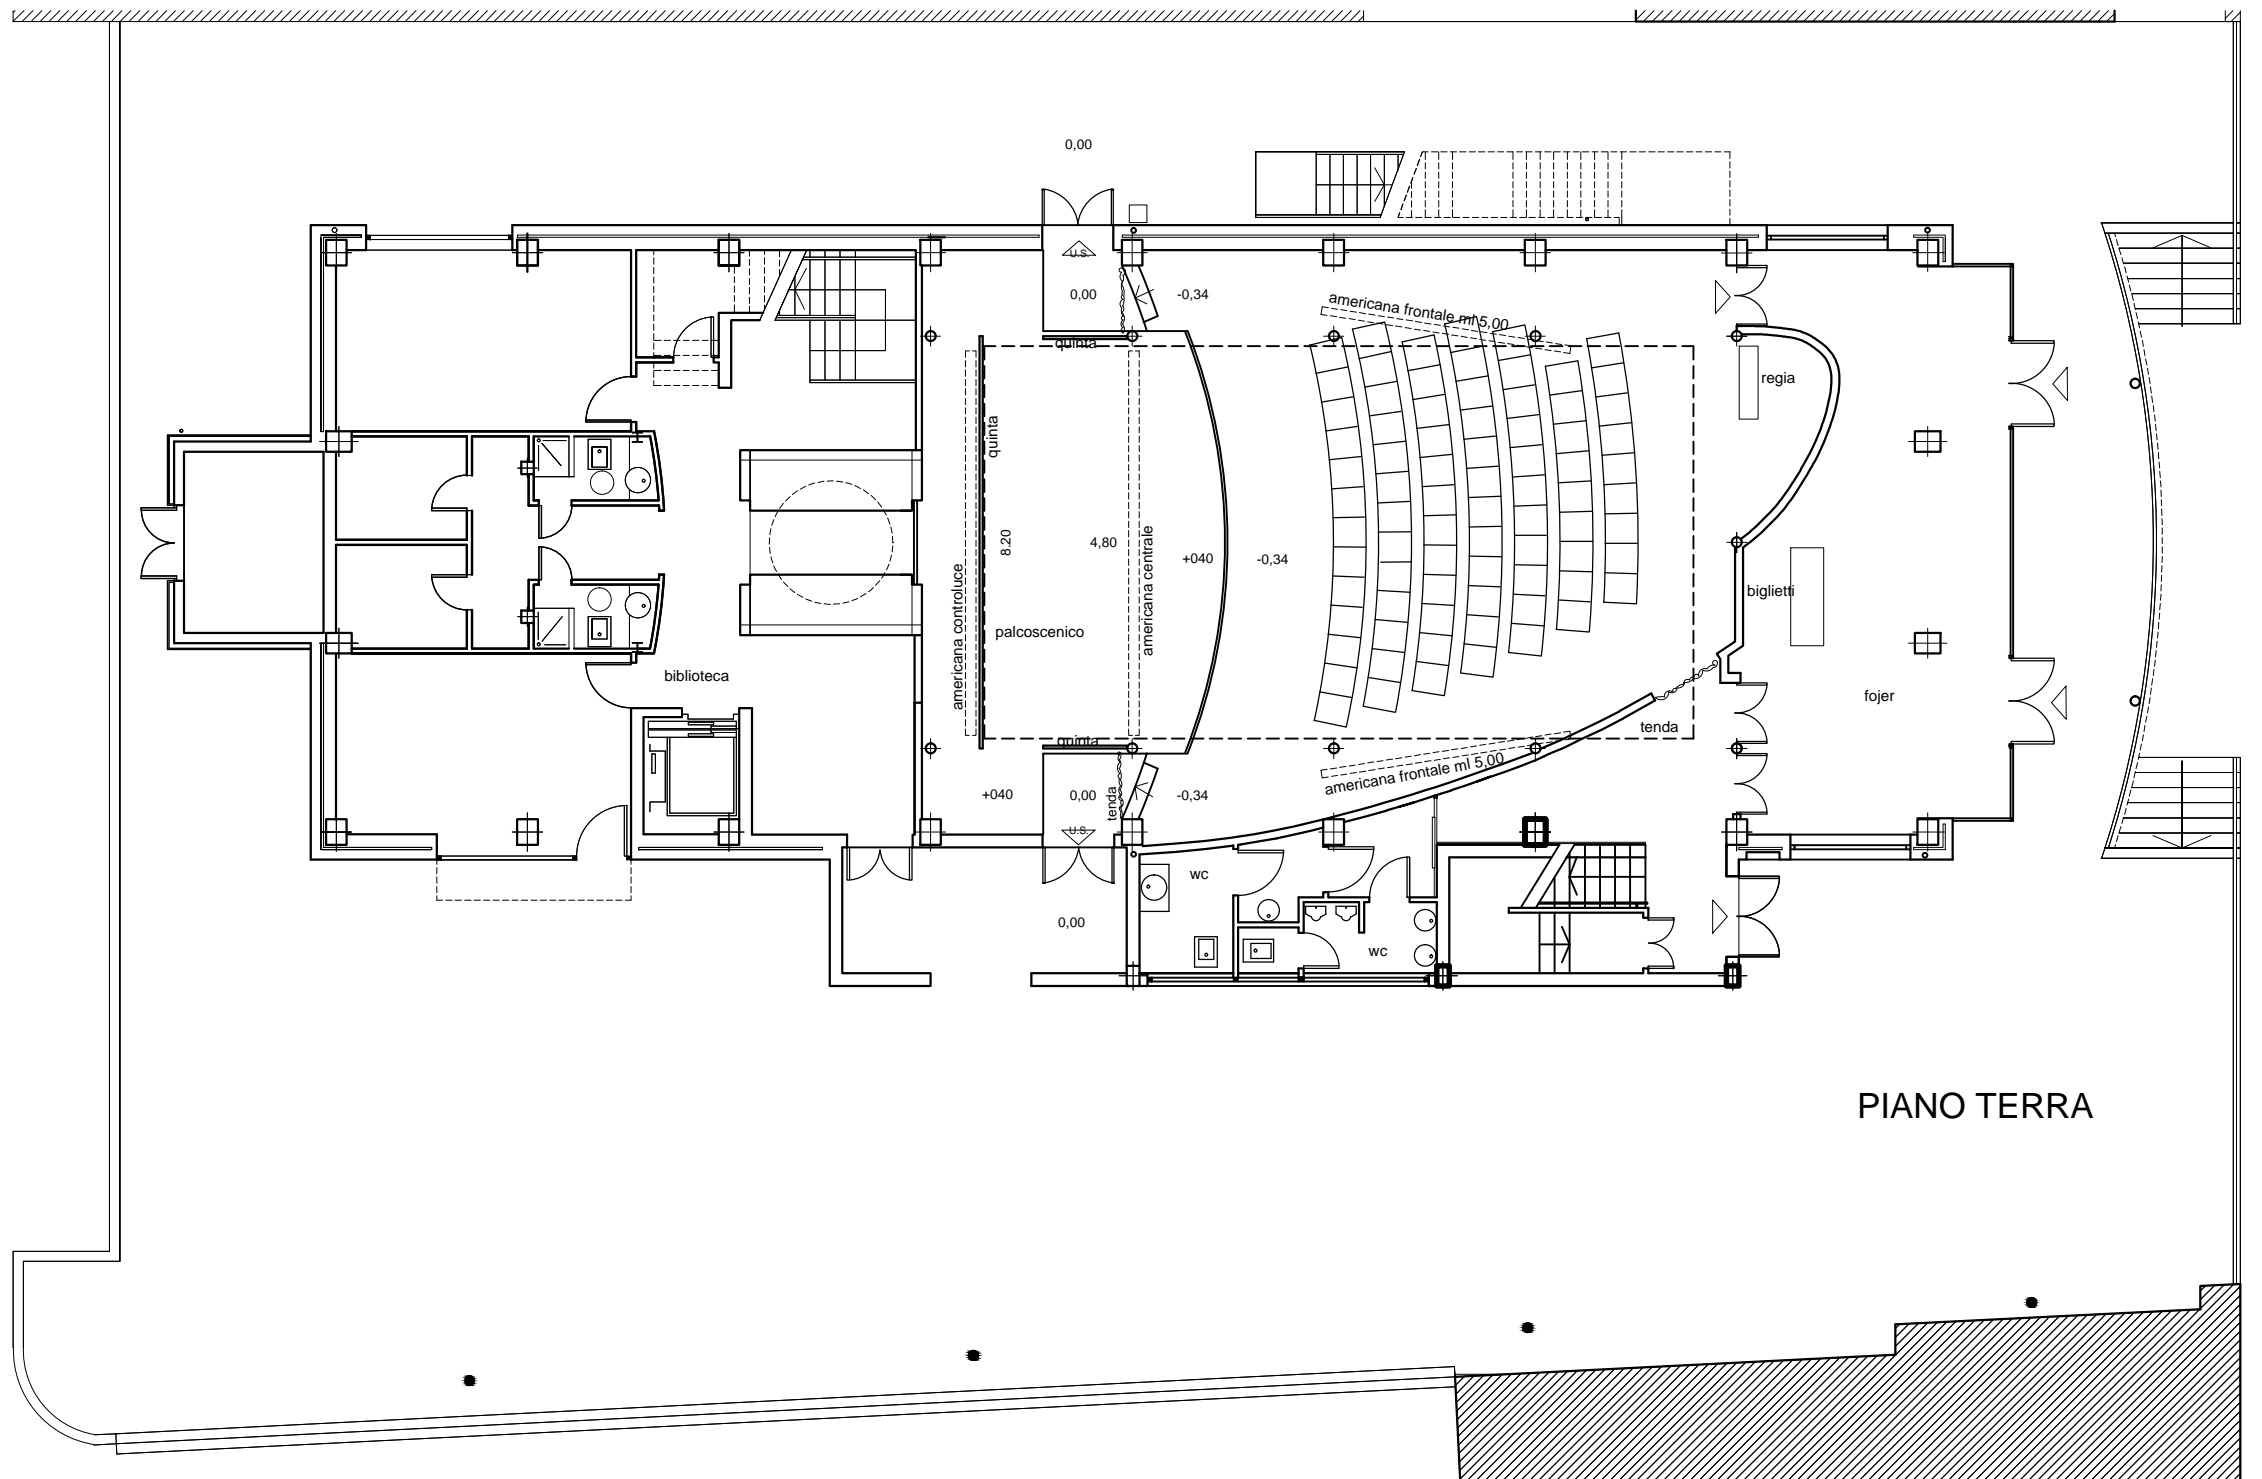 0,00
U.S.
0,00
-0,34
americana frontale ml 5,00
quinta
regia
quinta
8.20
4,80
americana centrale
+040
-0,34
americana controluce
biglietti
palcoscenico
biblioteca
fojer
tenda
quinta
americana frontale ml 5,00
+040
0,00
tenda
-0,34
U.S.
wc
0,00
wc
PIANO TERRA